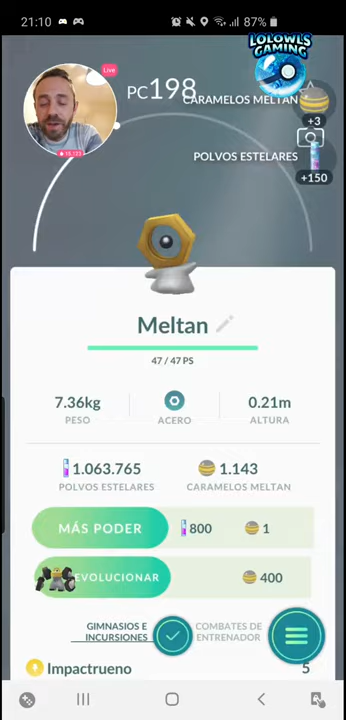 21:10
87%
LOLOWLS
GAMING
Live
PC198
CARAMELOS MELTAN
+3
POLVOS ESTELARES
+150
Meltan
47 / 47 PS
7.36kg
0.21m
PESO
ACERO
ALTURA
1.063.765
1.143
POLVOS ESTELARES
CARAMELOS MELTAN
MÁS PODER
800
1
EVOLUCIONAR
400
GIMNASIOS E
INCURSIONES
COMBATES DE
ENTRENADOR
Impactrueno
5